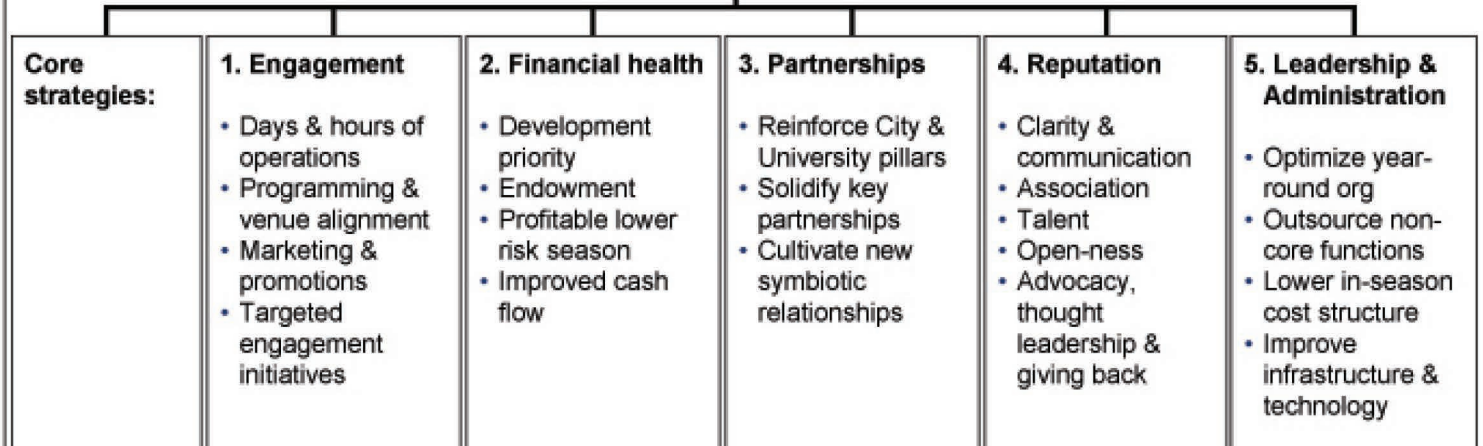 Core
strategies:
1. Engagement
• Days & hours of
operations
• Programming &
venue alignment
• Marketing &
promotions
• Targeted
engagement
initiatives
2. Financial health
• Development
priority
• Endowment
• Profitable lower
risk season
• Improved cash
flow
3. Partnerships
• Reinforce City &
University pillars
• Solidify key
partnerships
• Cultivate new
symbiotic
relationships
4. Reputation
• Clarity &
communication
• Association
• Talent
• Open-ness
• Advocacy,
thought
leadership &
giving back
5. Leadership &
Administration
• Optimize year-
round org
• Outsource non-
core functions
• Lower in-season
cost structure
• Improve
infrastructure &
technology